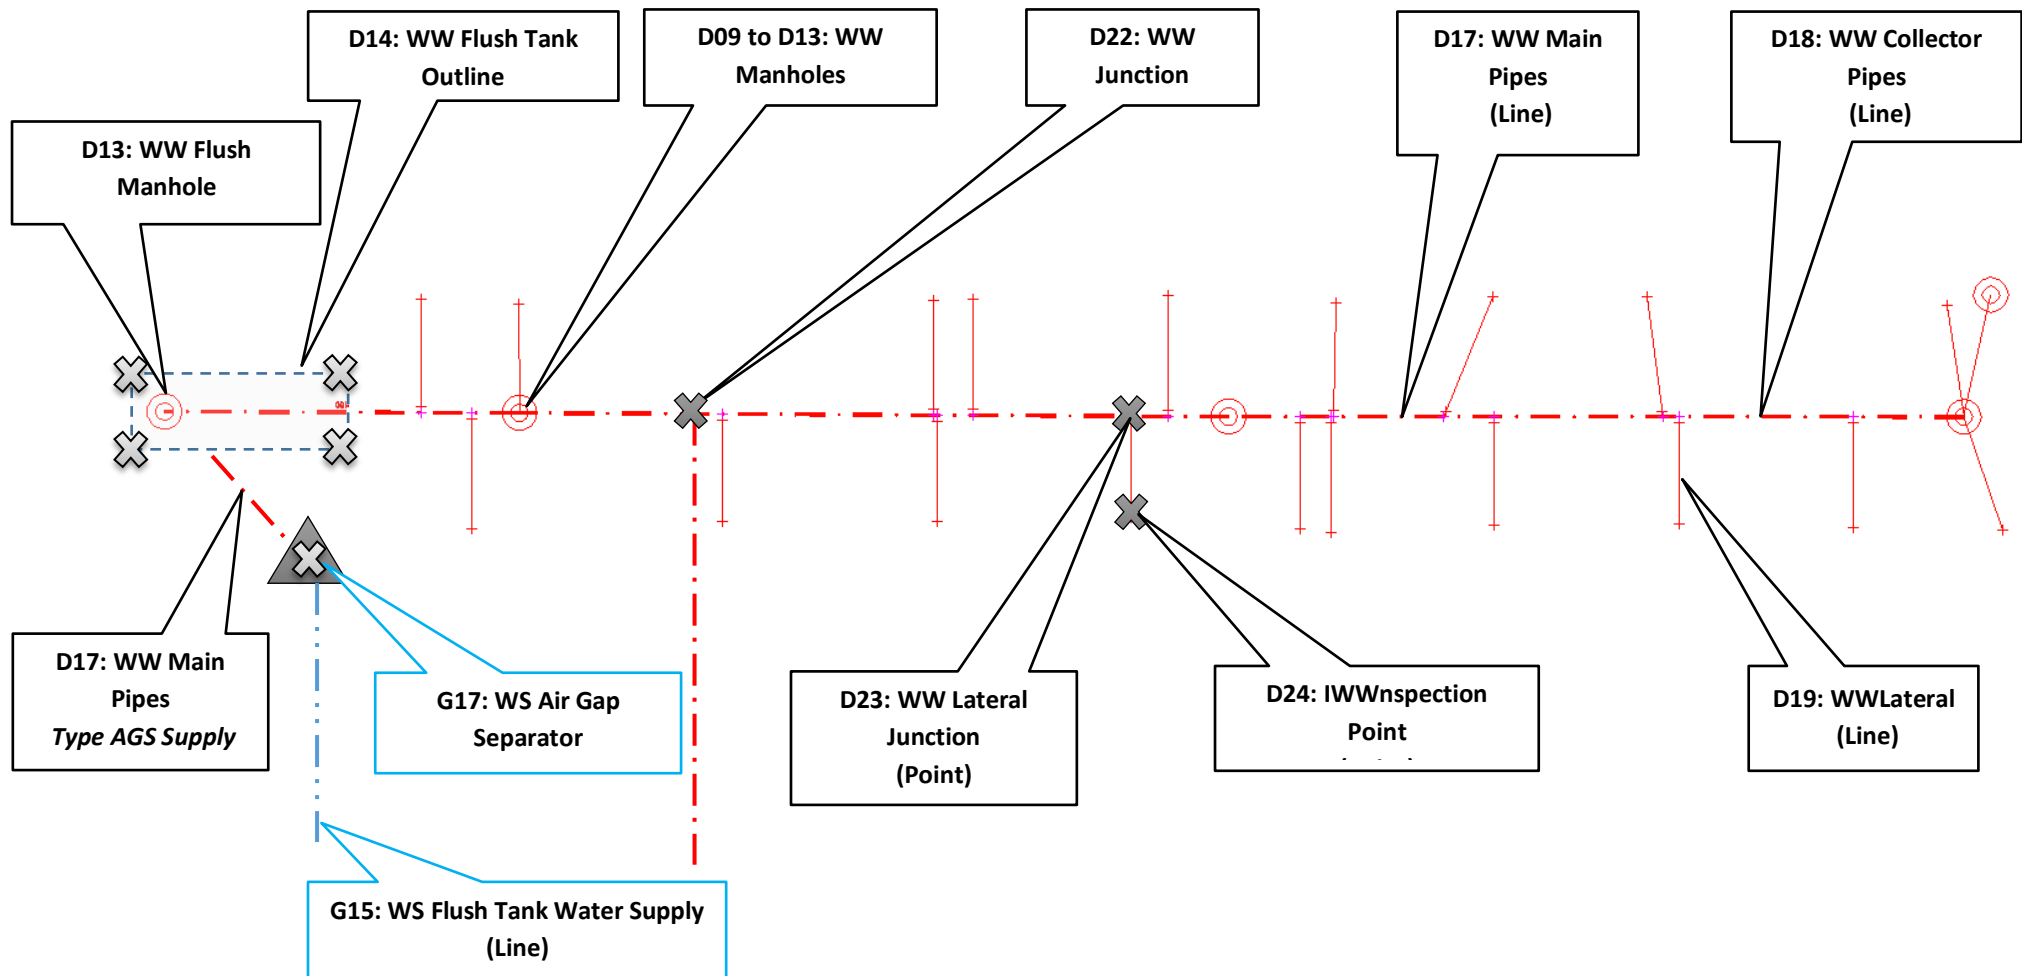 D14: WW Flush Tank
Outline
D09 to D13: WW
Manholes
D22: WW
Junction
D17: WW Main
Pipes
(Line)
D18: WW Collector
Pipes
(Line)
D13: WW Flush
Manhole
D17: WW Main
Pipes
Type AGS Supply
G17: WS Air Gap
Separator
D23: WW Lateral
Junction
(Point)
D24: IWWnspection
Point
D19: WWLateral
(Line)
G15: WS Flush Tank Water Supply
(Line)